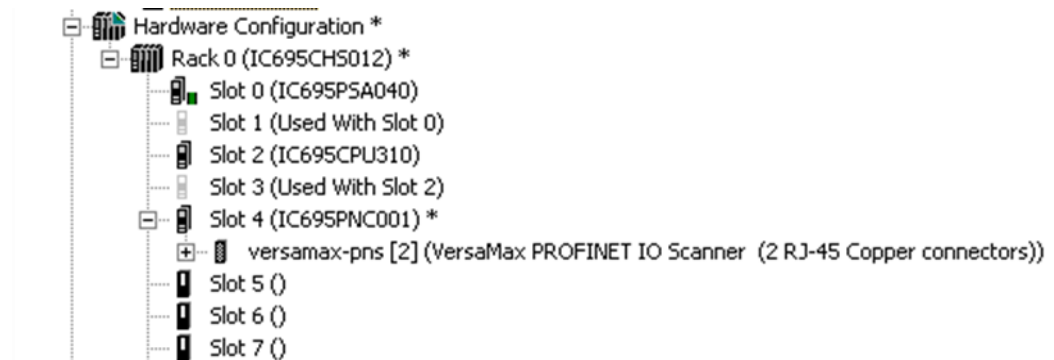 Hardware Configuration *
Rack 0 (IC695CHS012) *
Slot 0 (IC695PSA040)
Slot 1 (Used With Slot 0)
Slot 2 (IC695CPU310)
Slot 3 (Used With Slot 2)
Slot 4 (IC695PNC001) *
versamax-pns [2] (VersaMax PROFINET IO Scanner (2 RJ-45 Copper connectors))
Slot 5 ()
Slot 6 ()
Slot 7 ()